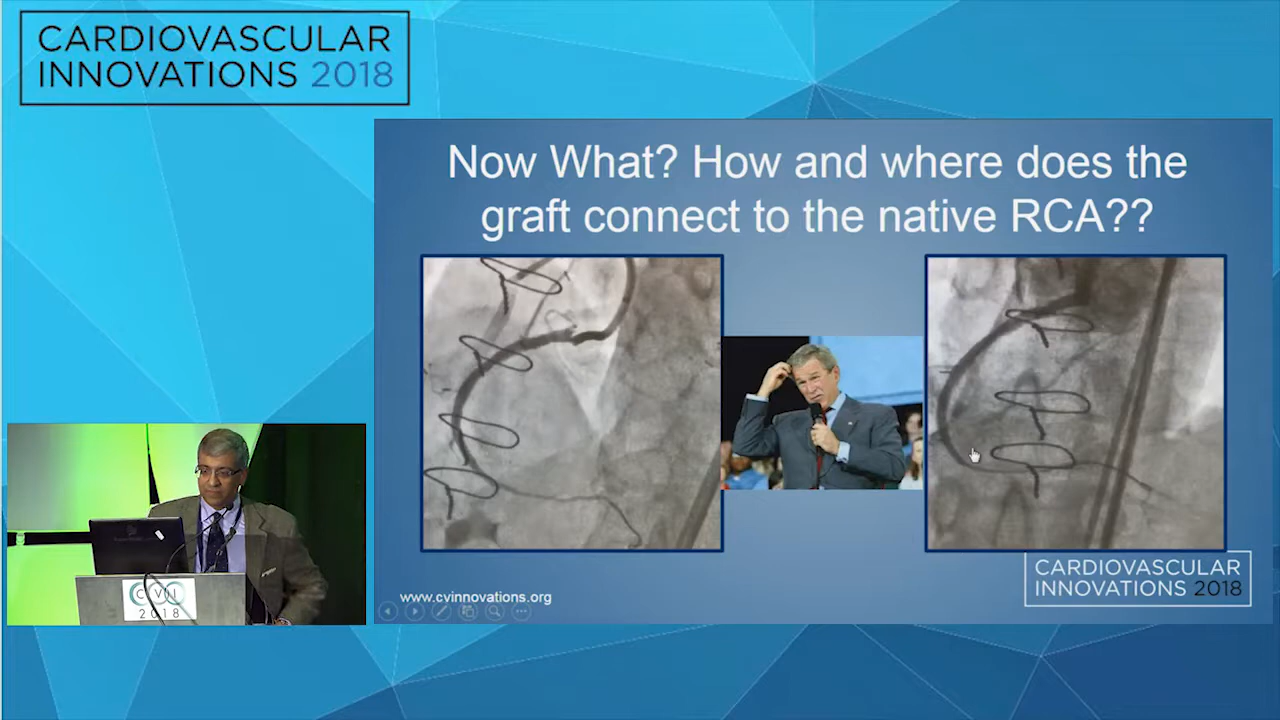 CARDIOVASCULAR
INNOVATIONS 2018
Now What? How and where does the
graft connect to the native RCA??
www.cvinnovations.org
CARDIOVASCULAR
INNOVATIONS 2018
2018